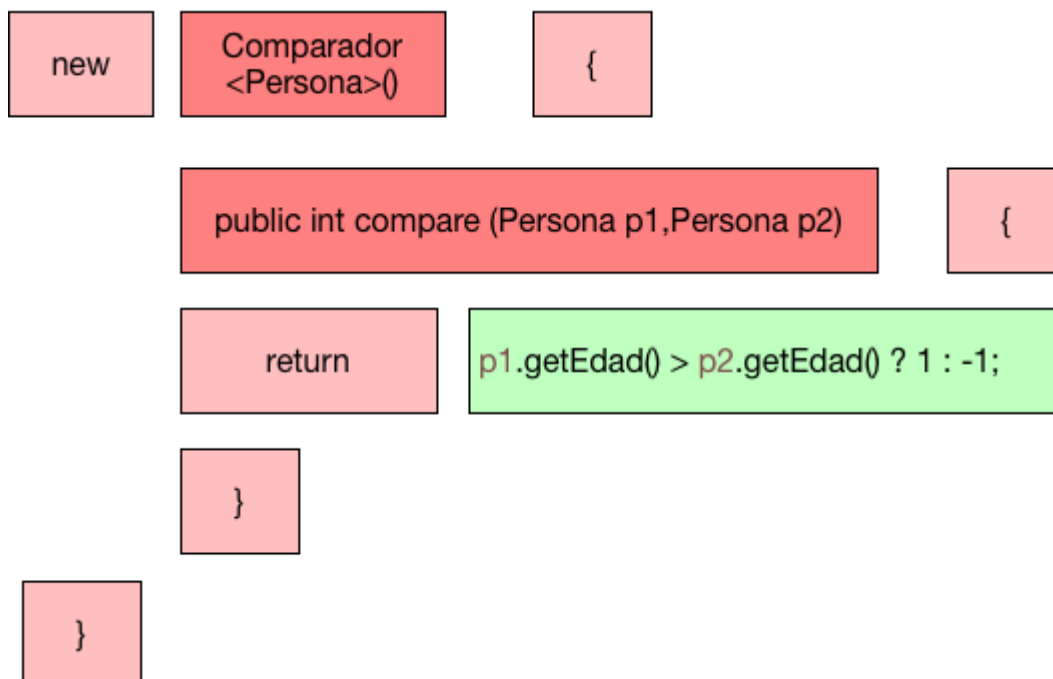 new
Comparador
<Persona>()
{
public int compare (Persona p1,Persona p2)
{
return
p1.getEdad() > p2.getEdad() ? 1 : -1;
}
}